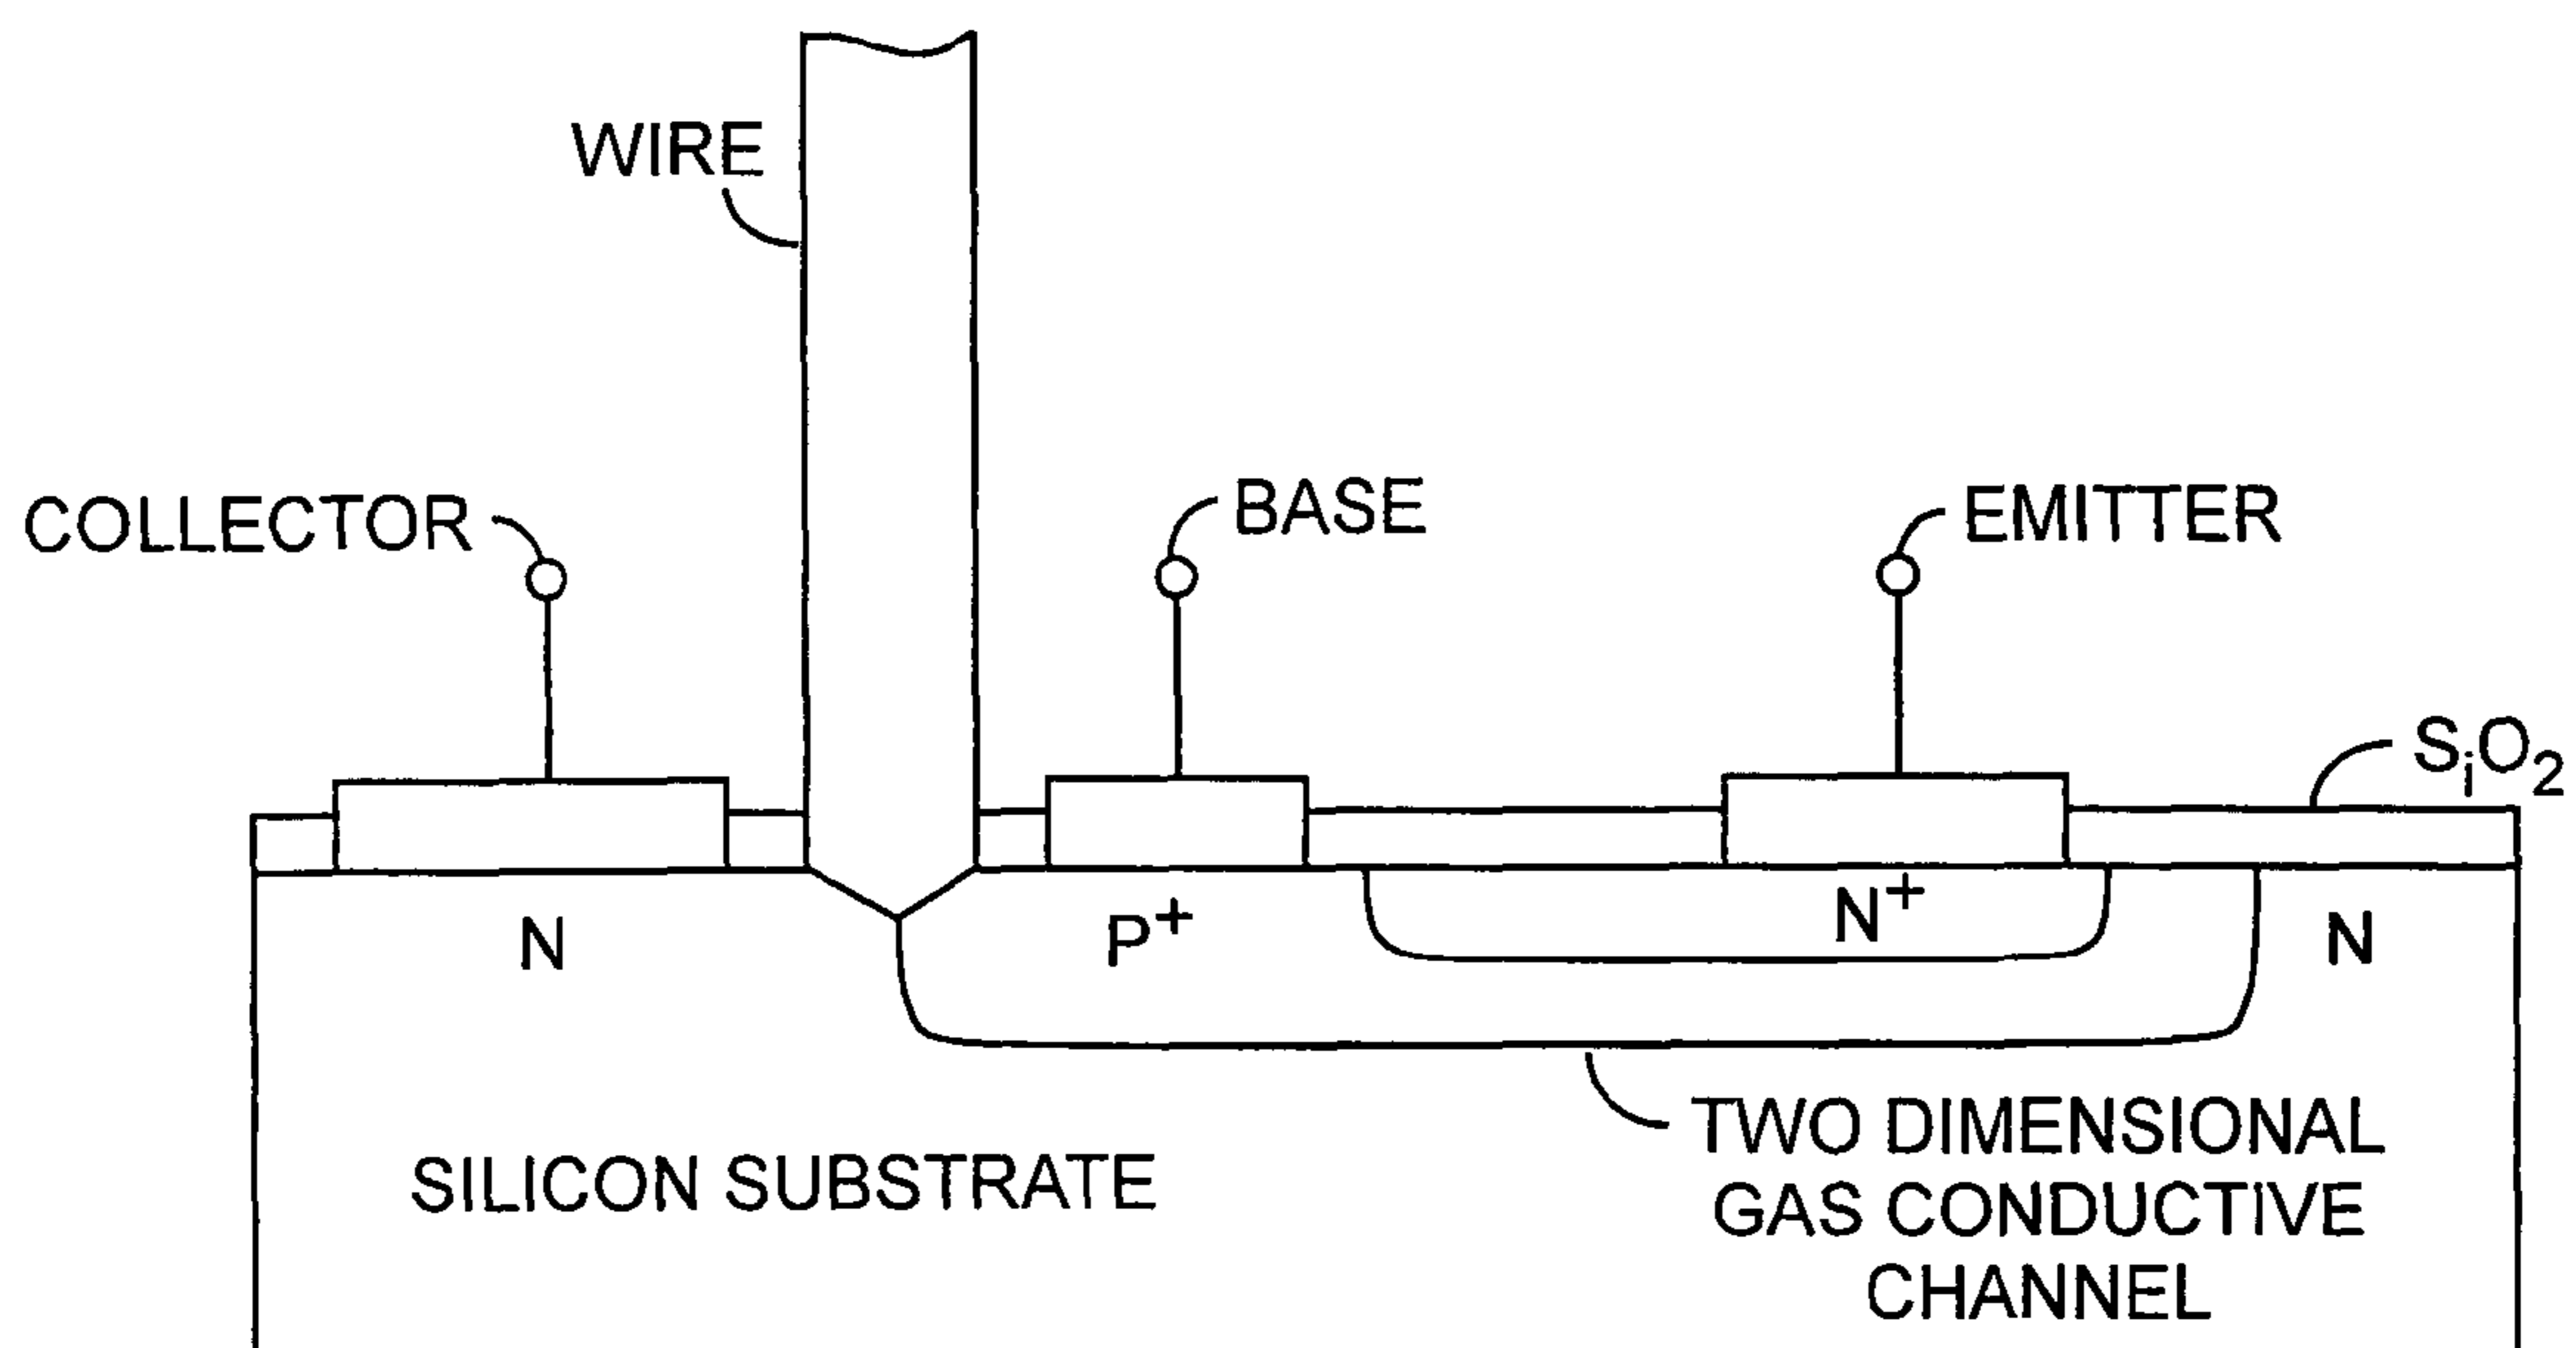 WIRE
COLLECTOR
BASE
EMITTER
SiO2
N
P+
N+
N
SILICON SUBSTRATE
TWO DIMENSIONAL
GAS CONDUCTIVE
CHANNEL